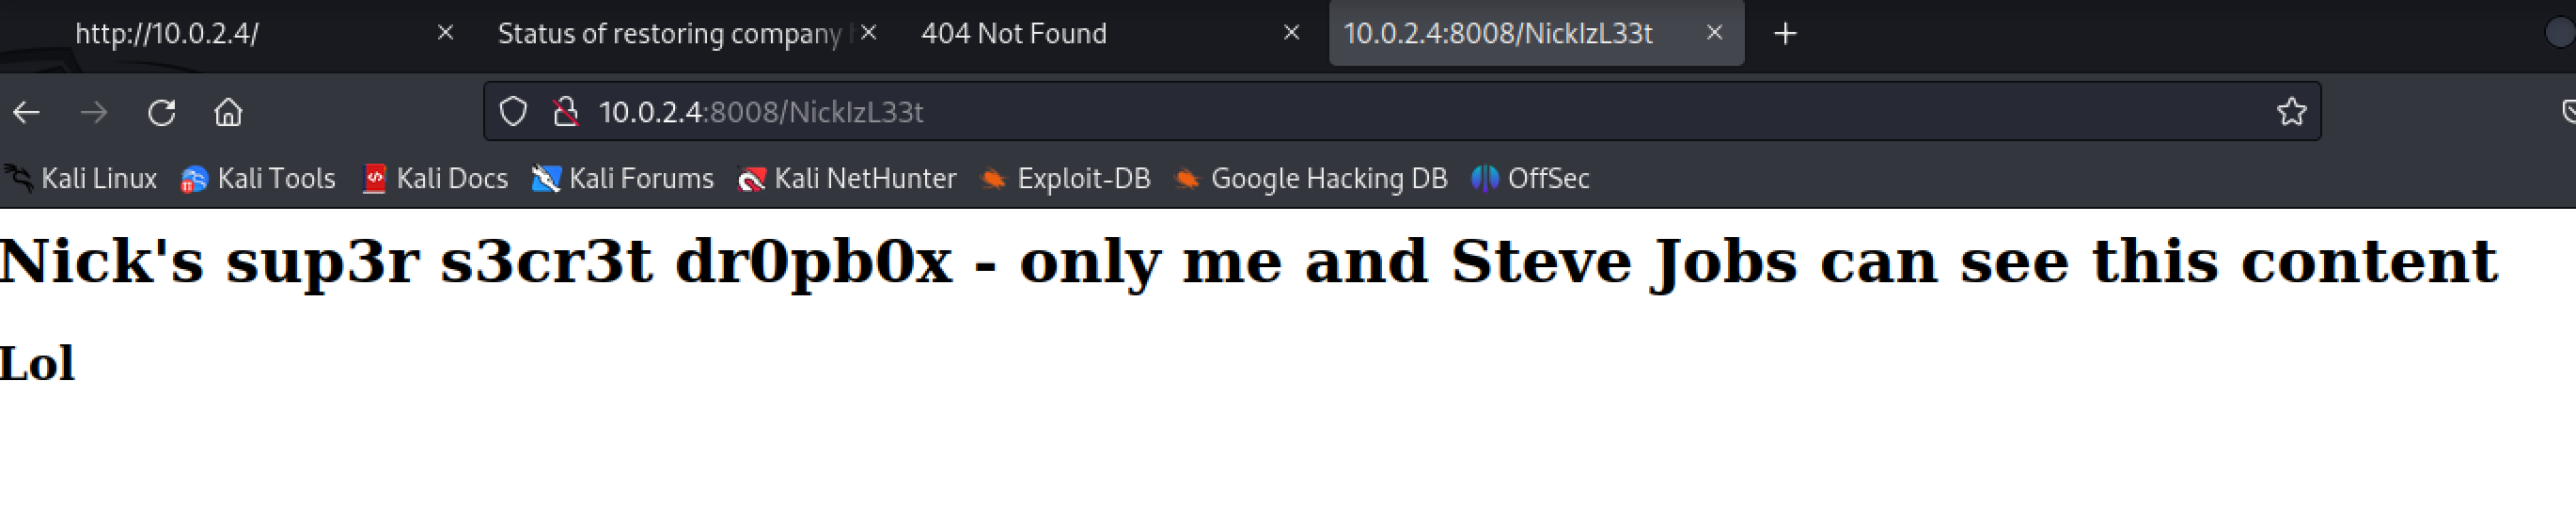 http://10.0.2.4/ Status of restoring company 404 Not Found 10.0.2.4:8008/NickIzL33t
10.0.2.4:8008/NickIzL33t
Kali Linux Kali Tools Kali Docs Kali Forums Kali NetHunter Exploit-DB Google Hacking DB OffSec
Nick's sup3r s3cr3t dr0pb0x - only me and Steve Jobs can see this content
Lol